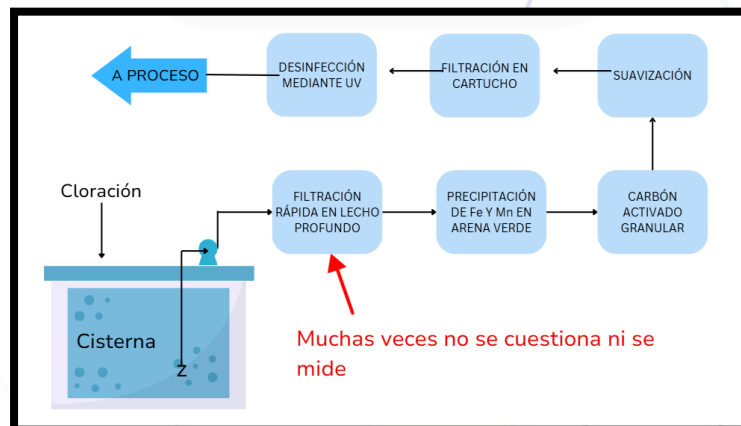 A PROCESO
DESINFECCIÓN
MEDIANTE UV
FILTRACIÓN EN
CARTUCHO
SUAVIZACIÓN
Cloración
FILTRACIÓN
RÁPIDA EN LECHO
PROFUNDO
PRECIPITACIÓN
DE Fe Y Mn EN
ARENA VERDE
CARBÓN
ACTIVADO
GRANULAR
Cisterna
z
Muchas veces no se cuestiona ni se
mide